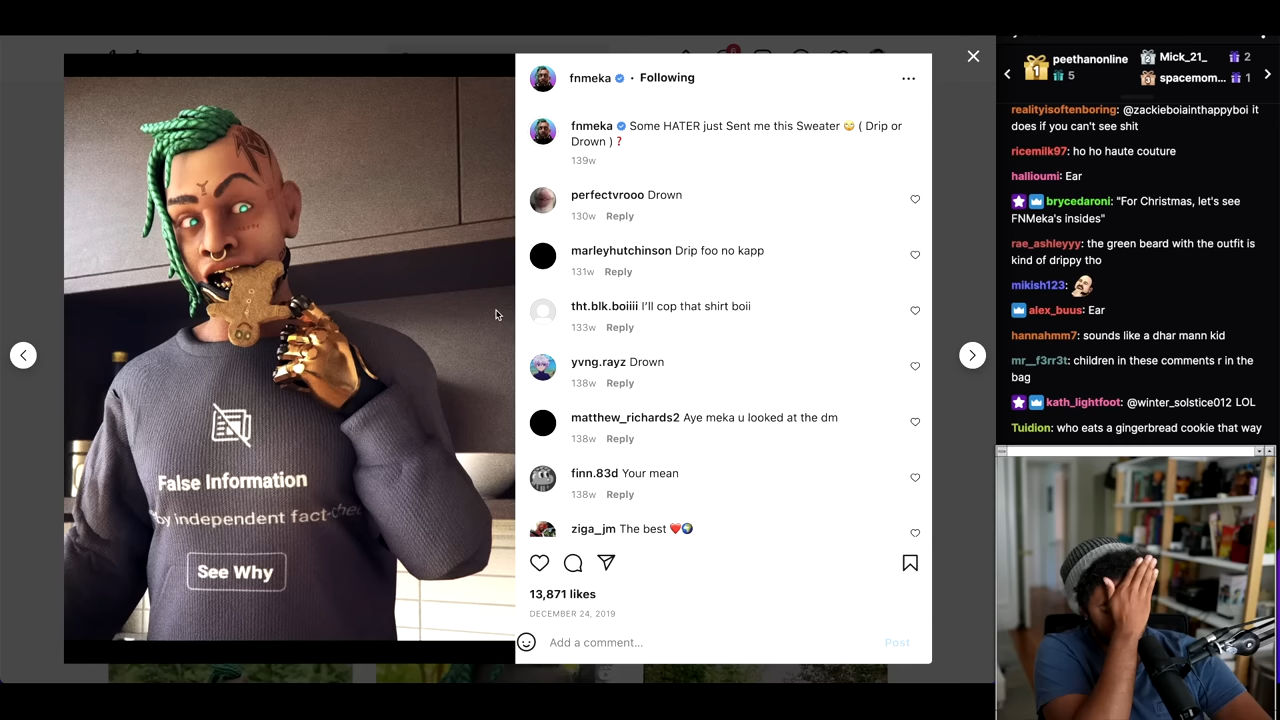 fnmeka • Following
fnmeka Some HATER just Sent me this Sweater 😜 ( Drip or
Drown ) ❓
139w
perfectvrooo Drown
130w Reply
marleyhutchinson Drip foo no kapp
131w Reply
tht.blk.boiiii I'll cop that shirt boii
133w Reply
yvng.rayz Drown
138w Reply
matthew_richards2 Aye meka u looked at the dm
138w Reply
finn.83d Your mean
138w Reply
ziga_jm The best ❤️🌍
13,871 likes
DECEMBER 24, 2019
Add a comment...
Post
False Information
by independent fact-che
See Why
1 peethanonline
5
2 Mick_21_ 2
3 spacemom... 1
realityisoftenboring: @zackieboiainthappyboi it
does if you can't see shit
ricemilk97: ho ho haute couture
hallioumi: Ear
brycedaroni: "For Christmas, let's see
FNMeka's insides"
rae_ashleyyy: the green beard with the outfit is
kind of drippy tho
mikish123:
alex_buus: Ear
hannahmm7: sounds like a dhar mann kid
mr__f3rr3t: children in these comments r in the
bag
kath_lightfoot: @winter_solstice012 LOL
Tuidion: who eats a gingerbread cookie that way